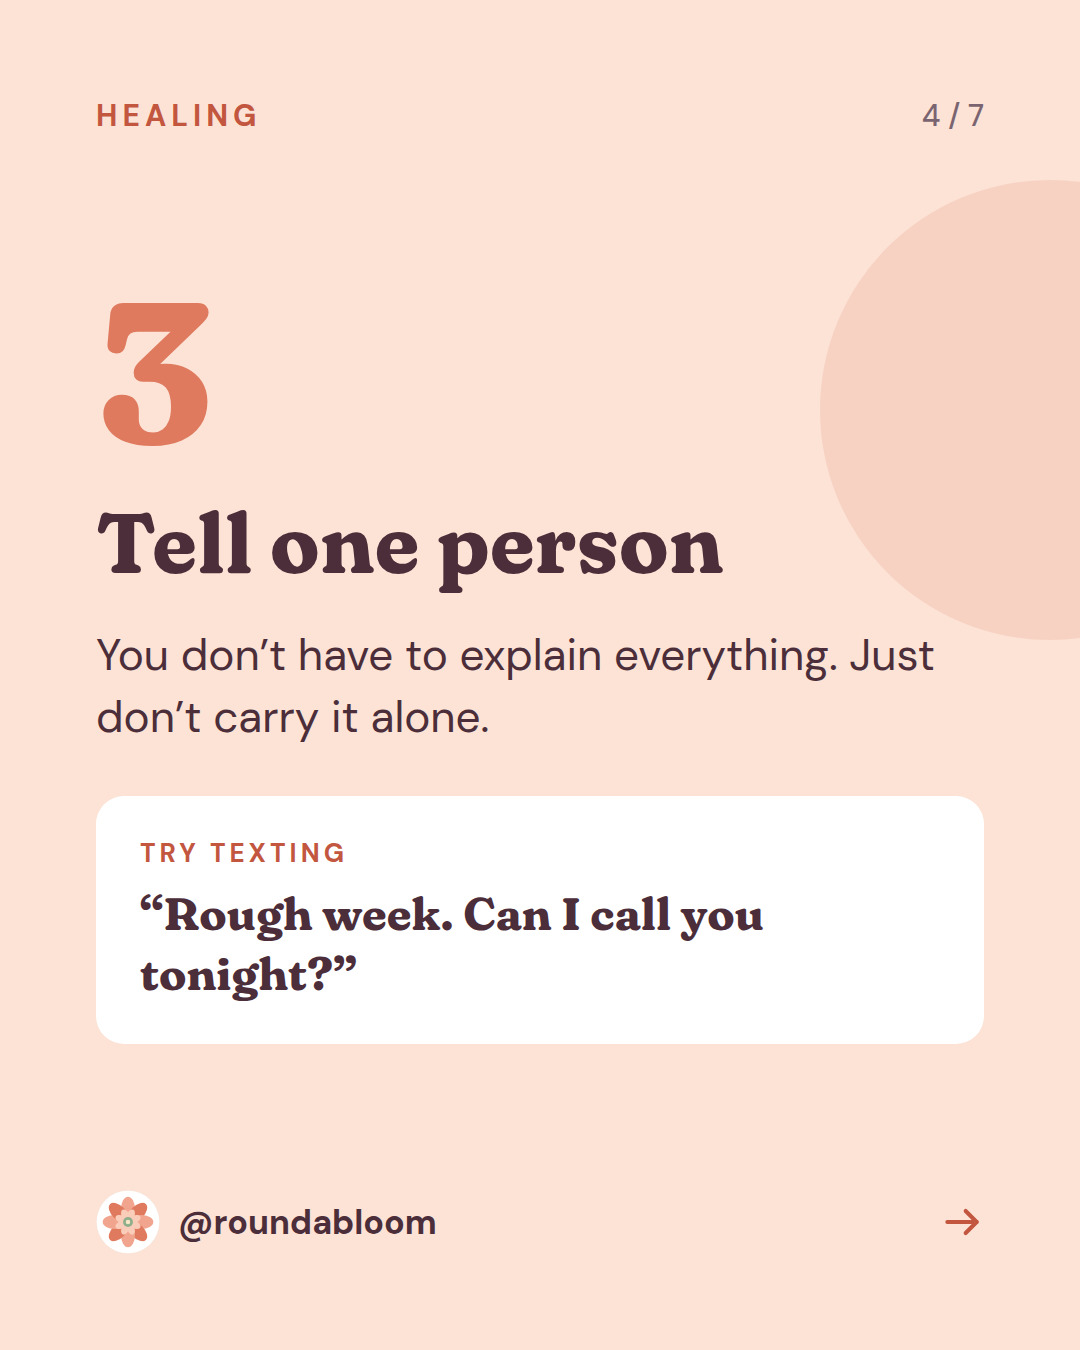 HEALING
4 / 7
3
Tell one person
You don’t have to explain everything. Just
don’t carry it alone.
TRY TEXTING
“Rough week. Can I call you
tonight?”
@roundabloom